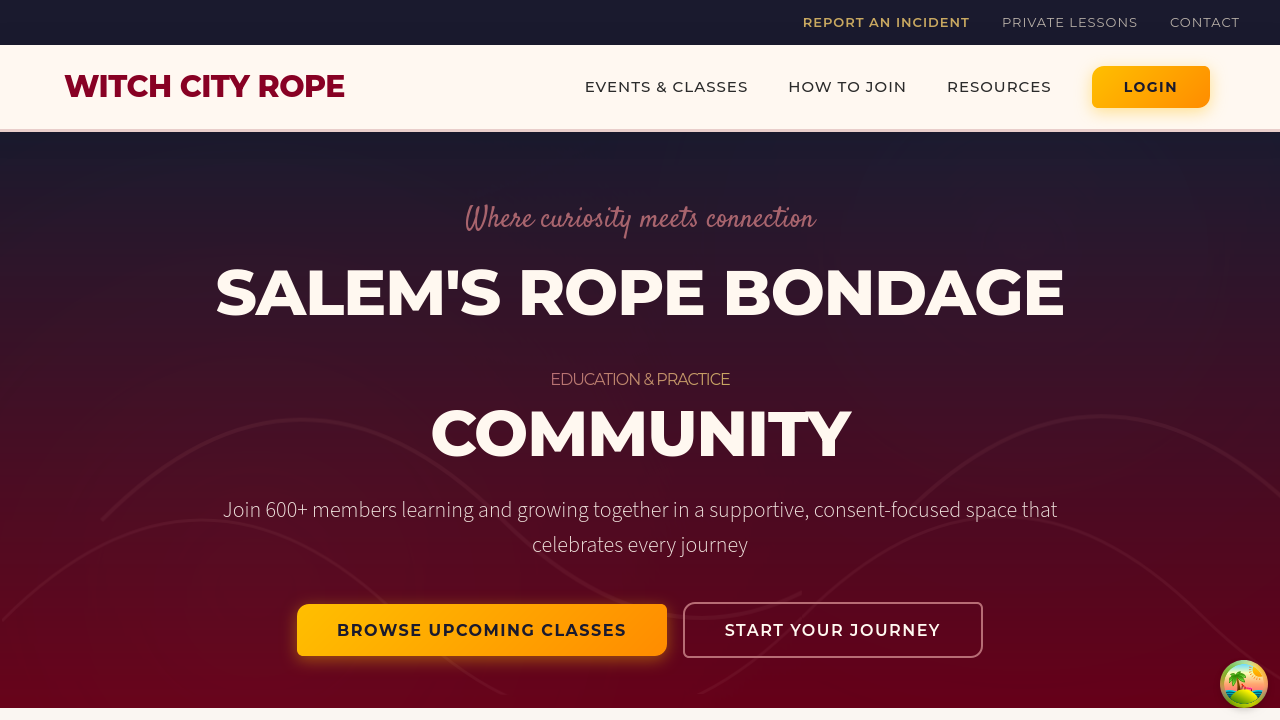 REPORT AN INCIDENT PRIVATE LESSONS CONTACT
WITCH CITY ROPE EVENTS & CLASSES HOW TO JOIN RESOURCES LOGIN
Where curiosity meets connection
SALEM'S ROPE BONDAGE
EDUCATION & PRACTICE
COMMUNITY
Join 600+ members learning and growing together in a supportive, consent-focused space that
celebrates every journey
BROWSE UPCOMING CLASSES START YOUR JOURNEY